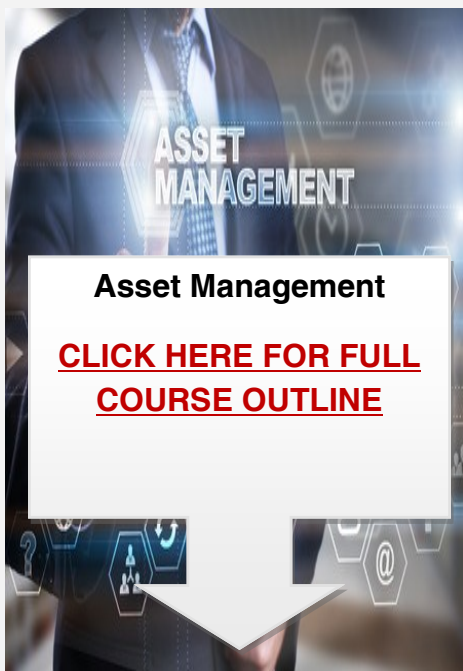 ASSET
MANAGEMENT
Asset Management
CLICK HERE FOR FULL
COURSE OUTLINE
?
@